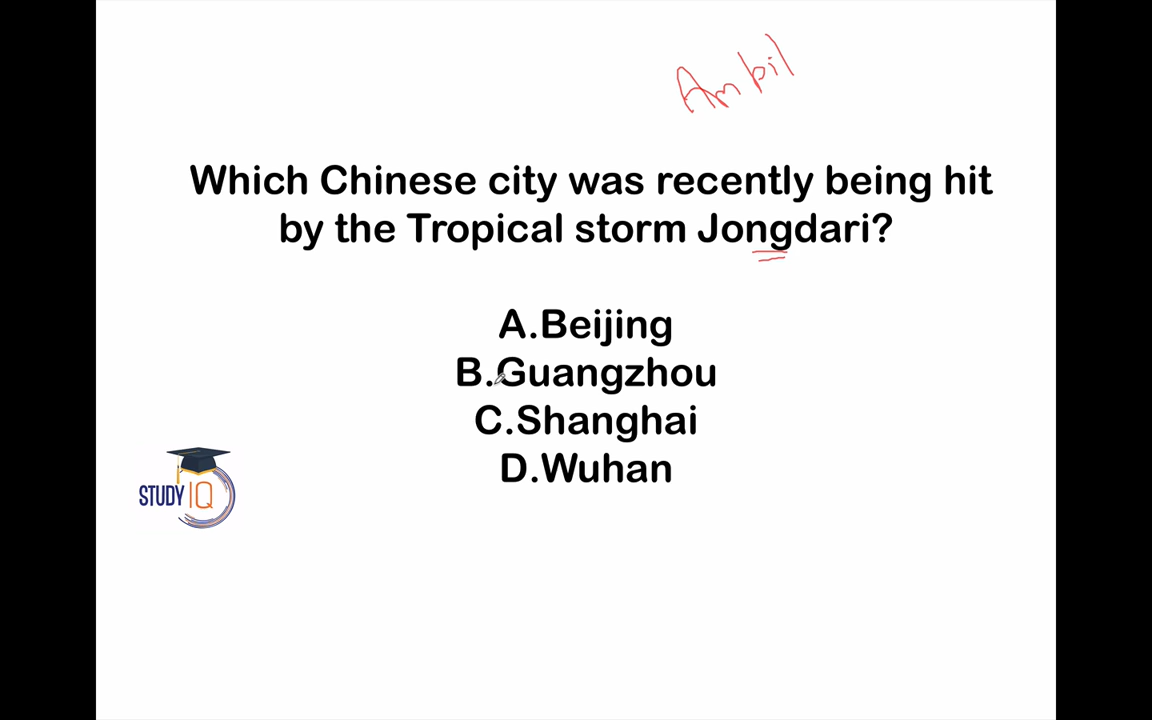 Ambil
Which Chinese city was recently being hit
by the Tropical storm Jongdari?
A.Beijing
B.Guangzhou
C.Shanghai
D.Wuhan
STUDY IQ